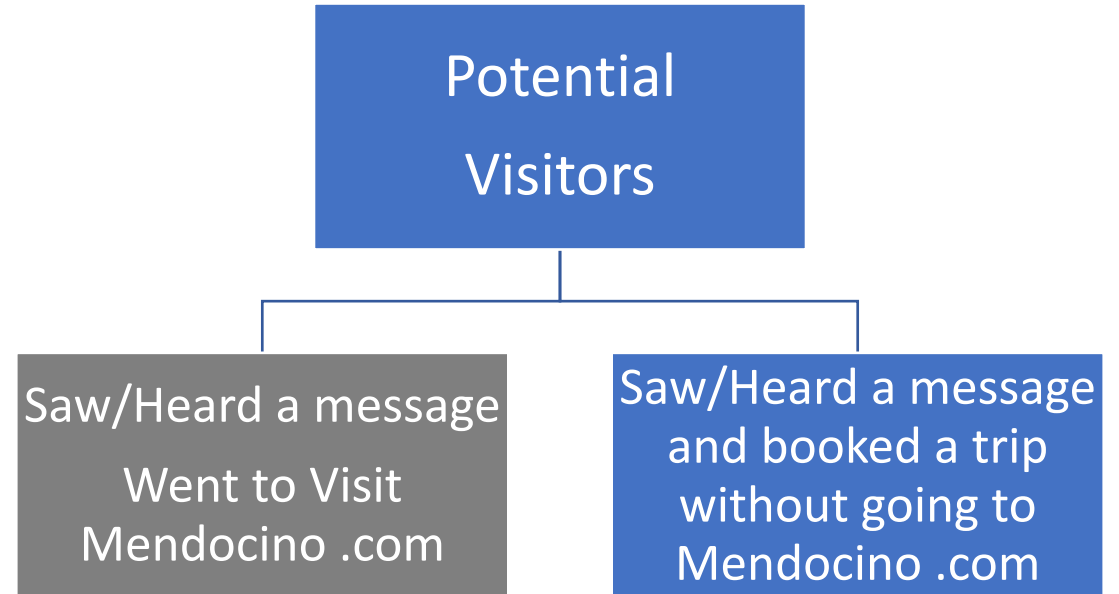 Potential
Visitors
Saw/Heard a message
Went to Visit
Mendocino .com
Saw/Heard a message
and booked a trip
without going to
Mendocino .com